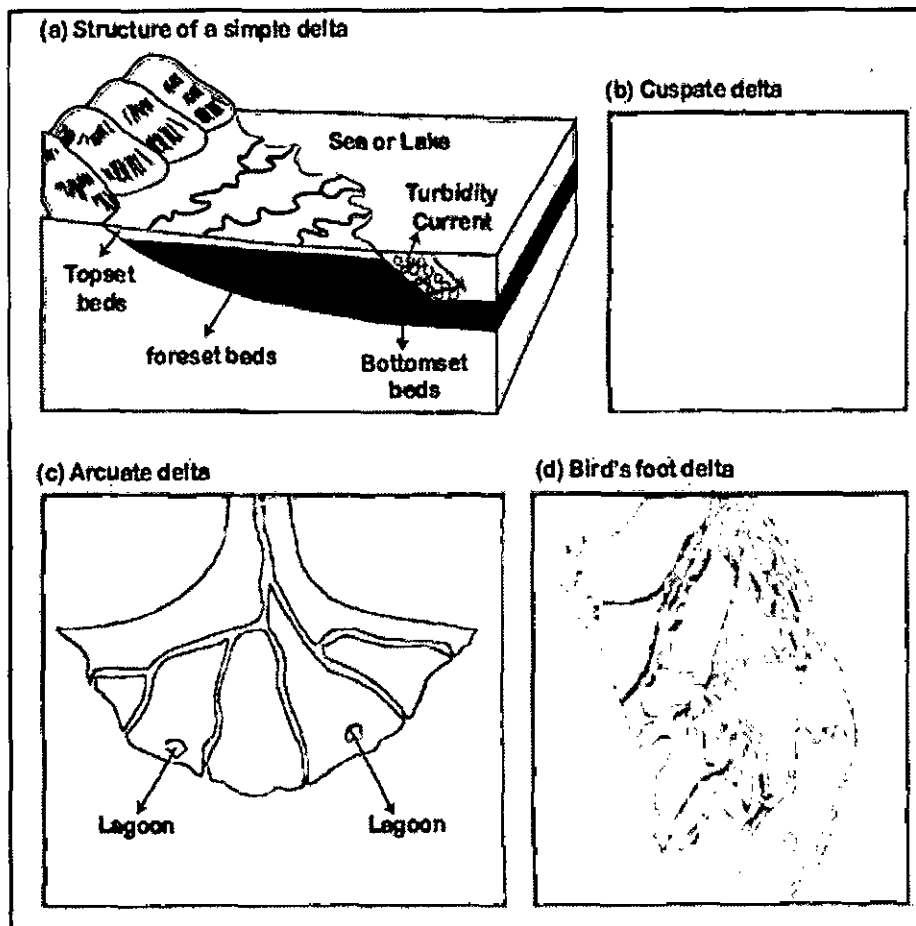 (a) Structure of a simple delta
(b) Cuspate delta
Sea or Lake
Turbidity
Current
Topset
beds
foreset beds
Bottomset
beds
(c) Arcuate delta
(d) Bird's foot delta
Lagoon
Lagoon